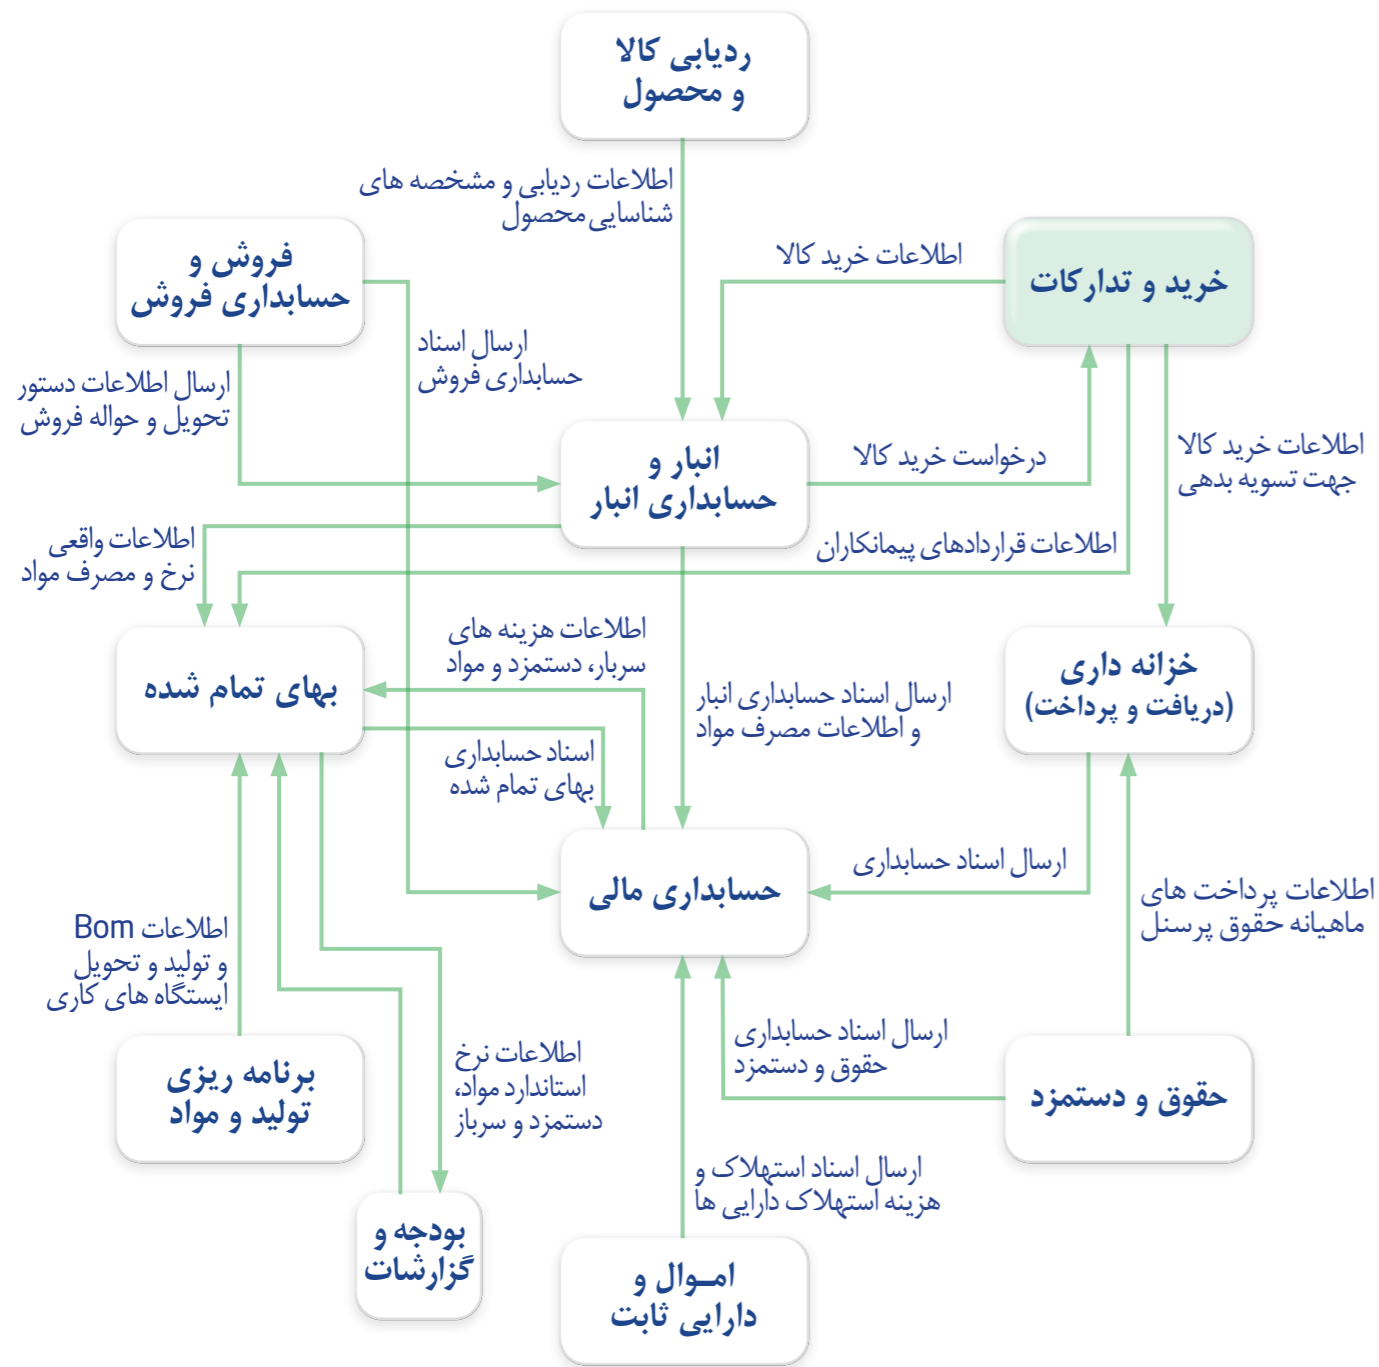 ردیابی کالا
و محصول
اطلاعات ردیابی و مشخصه های
شناسایی محصول
فروش و
حسابداری فروش
اطلاعات خرید کالا
خرید و تدارکات
ارسال اسناد
حسابداری فروش
ارسال اطلاعات دستور
تحویل و حواله فروش
انبار و
حسابداری انبار
درخواست خرید کالا
اطلاعات خرید کالا
جهت تسویه بدهی
اطلاعات قراردادهای پیمانکاران
اطلاعات واقعی
نرخ و مصرف مواد
اطلاعات هزینه های
سربار، دستمزد و مواد
بهای تمام شده
خزانه داری
(دریافت و پرداخت)
ارسال اسناد حسابداری انبار
و اطلاعات مصرف مواد
اسناد حسابداری
بهای تمام شده
حسابداری مالی
ارسال اسناد حسابداری
اطلاعات پرداخت های
ماهیانه حقوق پرسنل
اطلاعات Bom
و تولید و تحویل
ایستگاه های کاری
ارسال اسناد حسابداری
حقوق و دستمزد
اطلاعات نرخ
استاندارد مواد،
دستمزد و سرباز
برنامه ریزی
تولید و مواد
حقوق و دستمزد
ارسال اسناد استهلاک و
هزینه استهلاک دارایی ها
بودجه و
گزارشات
امـوال و
دارایی ثابت